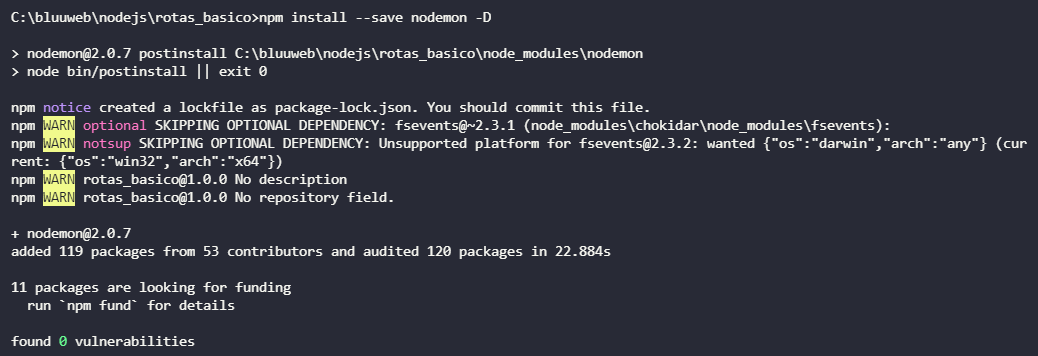 C:\bluuweb\nodejs\rotas_basico>npm install --save nodemon -D
> nodemon@2.0.7 postinstall C:\bluuweb\nodejs\rotas_basico\node_modules\nodemon
> node bin/postinstall || exit 0
npm notice created a lockfile as package-lock.json. You should commit this file.
npm WARN optional SKIPPING OPTIONAL DEPENDENCY: fsevents@~2.3.1 (node_modules\chokidar\node_modules\fsevents):
npm WARN notsup SKIPPING OPTIONAL DEPENDENCY: Unsupported platform for fsevents@2.3.2: wanted {"os":"darwin","arch":"any"} (cur
rent: {"os":"win32","arch":"x64"})
npm WARN rotas_basico@1.0.0 No description
npm WARN rotas_basico@1.0.0 No repository field.
+ nodemon@2.0.7
added 119 packages from 53 contributors and audited 120 packages in 22.884s
11 packages are looking for funding
  run `npm fund` for details
found 0 vulnerabilities